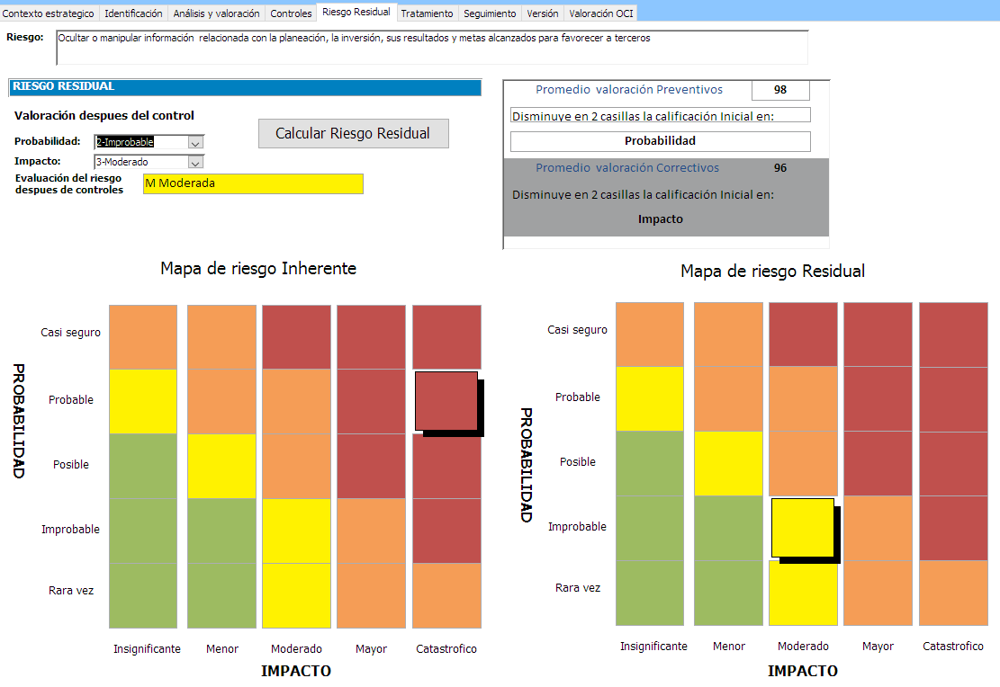 Contexto estrategico Identificación Análisis y valoración Controles Riesgo Residual Tratamiento Seguimiento Versión Valoración OCI
Riesgo: Ocultar o manipular información relacionada con la planeación, la inversión, sus resultados y metas alcanzados para favorecer a terceros
RIESGO RESIDUAL
Valoración despues del control
Probabilidad: 2-Improbable
Impacto: 3-Moderado
Evaluación del riesgo
despues de controles
M Moderada
Calcular Riesgo Residual
Promedio valoración Preventivos 98
Disminuye en 2 casillas la calificación Inicial en:
Probabilidad
Promedio valoración Correctivos 96
Disminuye en 2 casillas la calificación Inicial en:
Impacto
Mapa de riesgo Inherente
PROBABILIDAD
Casi seguro
Probable
Posible
Improbable
Rara vez
Insignificante Menor Moderado Mayor Catastrofico
IMPACTO
Mapa de riesgo Residual
PROBABILIDAD
Casi seguro
Probable
Posible
Improbable
Rara vez
Insignificante Menor Moderado Mayor Catastrofico
IMPACTO